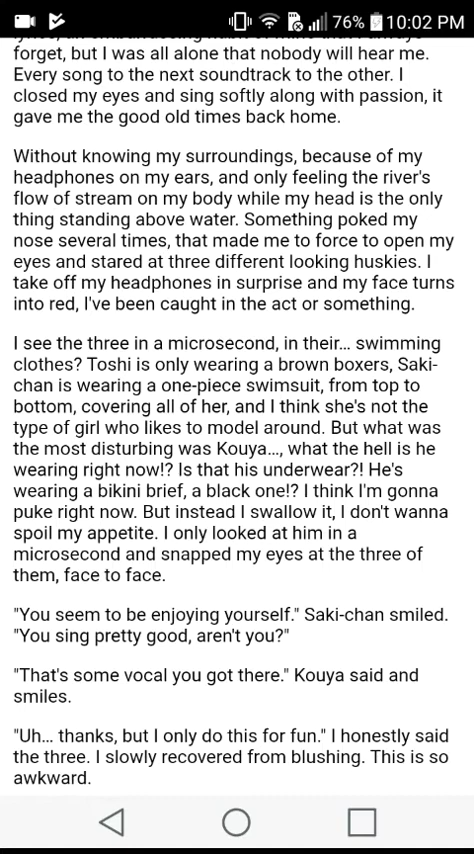 76% 10:02 PM
forget, but I was all alone that nobody will hear me.
Every song to the next soundtrack to the other. I
closed my eyes and sing softly along with passion, it
gave me the good old times back home.
Without knowing my surroundings, because of my
headphones on my ears, and only feeling the river's
flow of stream on my body while my head is the only
thing standing above water. Something poked my
nose several times, that made me to force to open my
eyes and stared at three different looking huskies. I
take off my headphones in surprise and my face turns
into red, I've been caught in the act or something.
I see the three in a microsecond, in their... swimming
clothes? Toshi is only wearing a brown boxers, Saki-
chan is wearing a one-piece swimsuit, from top to
bottom, covering all of her, and I think she's not the
type of girl who likes to model around. But what was
the most disturbing was Kouya..., what the hell is he
wearing right now!? Is that his underwear?! He's
wearing a bikini brief, a black one!? I think I'm gonna
puke right now. But instead I swallow it, I don't wanna
spoil my appetite. I only looked at him in a
microsecond and snapped my eyes at the three of
them, face to face.
"You seem to be enjoying yourself." Saki-chan smiled.
"You sing pretty good, aren't you?"
"That's some vocal you got there." Kouya said and
smiles.
"Uh... thanks, but I only do this for fun." I honestly said
the three. I slowly recovered from blushing. This is so
awkward.